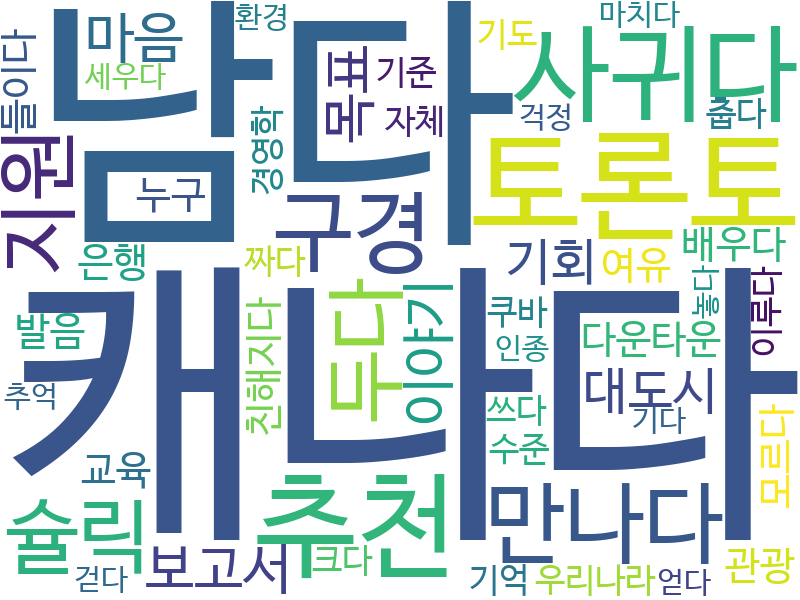 환경
마치다
마음
남다
기도
사귀다
들이다
세우다
목표
기준
걱정
춥다
자체
경영학
지원
누구
토론토
구경
기회
여유
배우다
은행
짜다
캐나다
놓다
이루다
쿠바
발음
친해지다
두다
이야기
인종
다운타운
대도시
추억
쓰다
기다
모르다
수준
교육
슐릭
추천
만나다
보고서
크다
관광
걷다
기억
우리나라
얻다